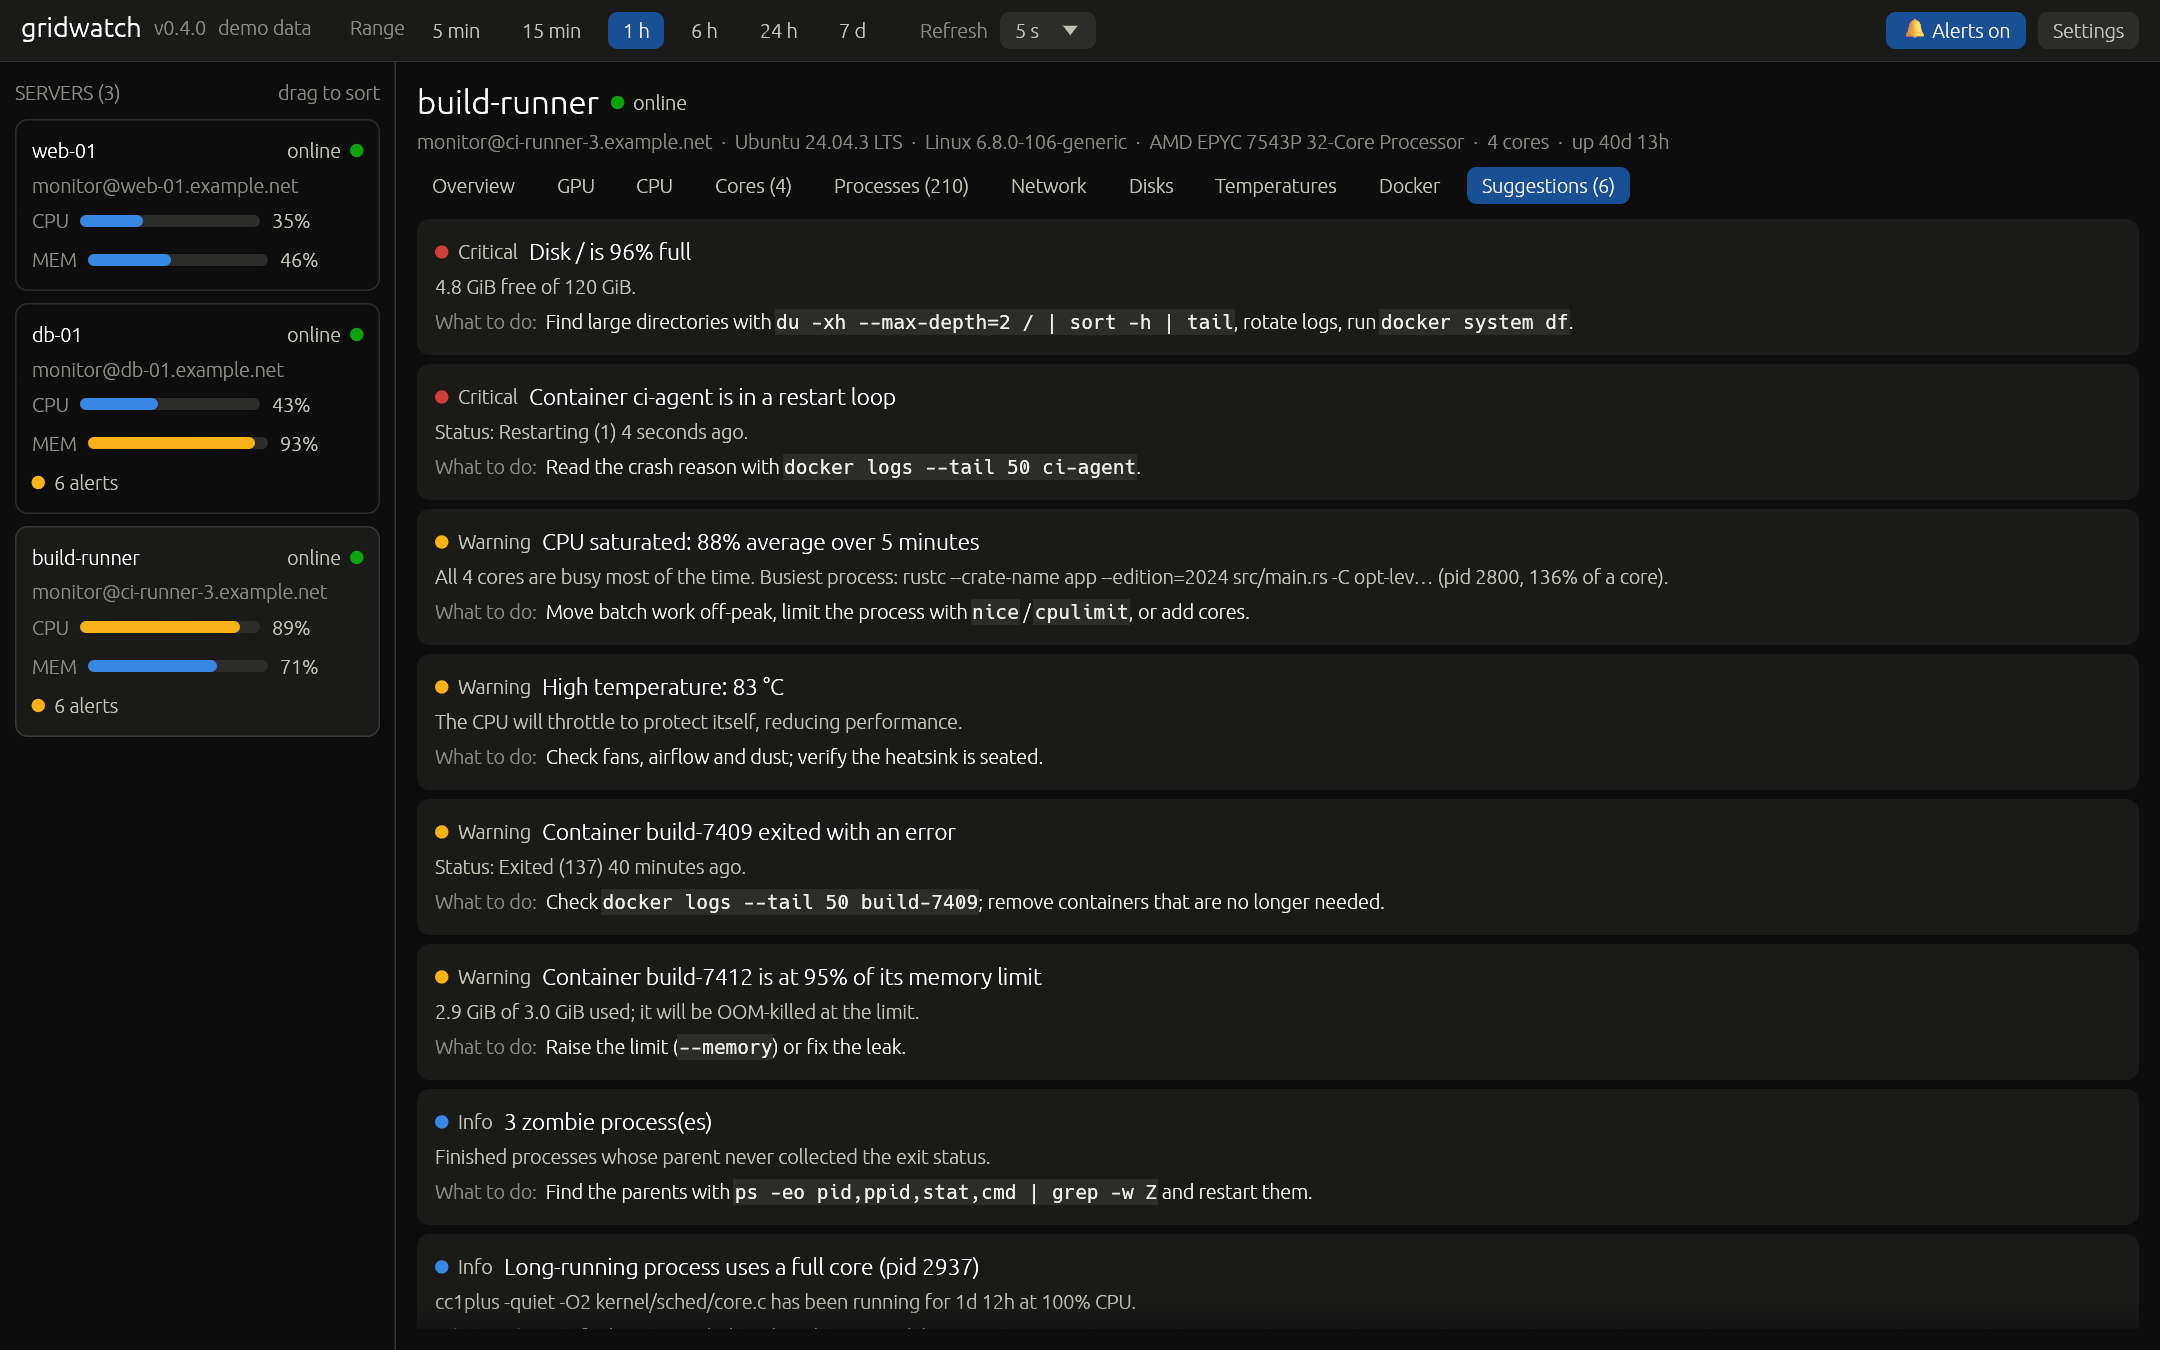 gridwatch v0.4.0 demo data Range 5 min 15 min 1 h 6 h 24 h 7 d Refresh 5 s Alerts on Settings
SERVERS (3) drag to sort
web-01 online
monitor@web-01.example.net
CPU 35%
MEM 46%
db-01 online
monitor@db-01.example.net
CPU 43%
MEM 93%
6 alerts
build-runner online
monitor@ci-runner-3.example.net
CPU 89%
MEM 71%
6 alerts
build-runner online
monitor@ci-runner-3.example.net · Ubuntu 24.04.3 LTS · Linux 6.8.0-106-generic · AMD EPYC 7543P 32-Core Processor · 4 cores · up 40d 13h
Overview GPU CPU Cores (4) Processes (210) Network Disks Temperatures Docker Suggestions (6)
Critical Disk / is 96% full
4.8 GiB free of 120 GiB.
What to do: Find large directories with du -xh --max-depth=2 / | sort -h | tail, rotate logs, run docker system df.
Critical Container ci-agent is in a restart loop
Status: Restarting (1) 4 seconds ago.
What to do: Read the crash reason with docker logs --tail 50 ci-agent.
Warning CPU saturated: 88% average over 5 minutes
All 4 cores are busy most of the time. Busiest process: rustc --crate-name app --edition=2024 src/main.rs -C opt-lev… (pid 2800, 136% of a core).
What to do: Move batch work off-peak, limit the process with nice / cpulimit, or add cores.
Warning High temperature: 83 °C
The CPU will throttle to protect itself, reducing performance.
What to do: Check fans, airflow and dust; verify the heatsink is seated.
Warning Container build-7409 exited with an error
Status: Exited (137) 40 minutes ago.
What to do: Check docker logs --tail 50 build-7409; remove containers that are no longer needed.
Warning Container build-7412 is at 95% of its memory limit
2.9 GiB of 3.0 GiB used; it will be OOM-killed at the limit.
What to do: Raise the limit (--memory) or fix the leak.
Info 3 zombie process(es)
Finished processes whose parent never collected the exit status.
What to do: Find the parents with ps -eo pid,ppid,stat,cmd | grep -w Z and restart them.
Info Long-running process uses a full core (pid 2937)
cc1plus -quiet -O2 kernel/sched/core.c has been running for 1d 12h at 100% CPU.